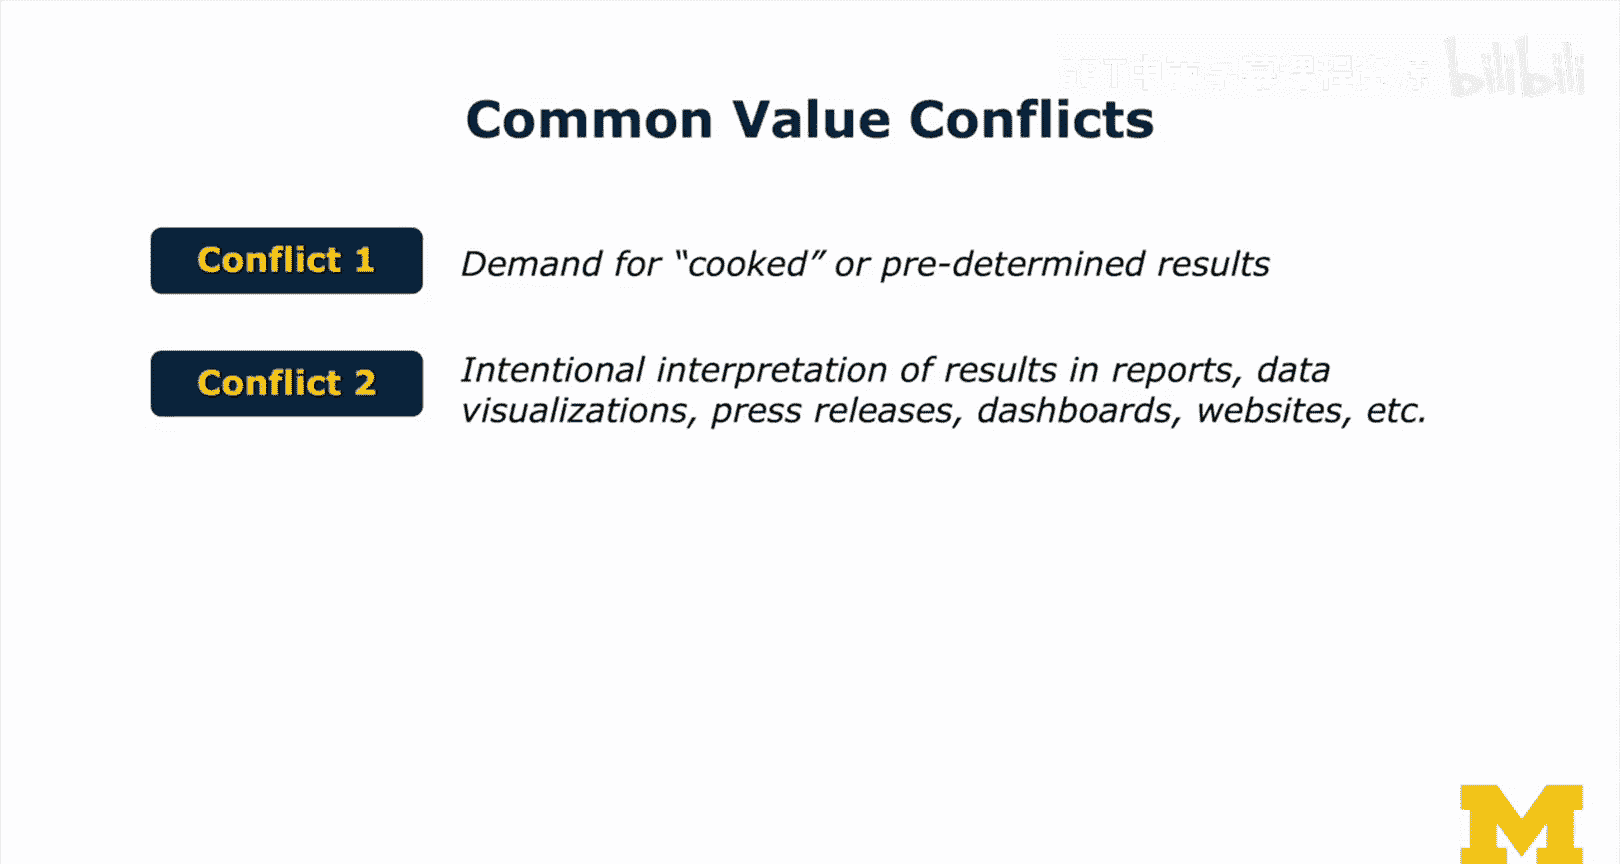 bilibili
Common Value Conflicts
Conflict 1
Demand for “cooked” or pre-determined results
Conflict 2
Intentional interpretation of results in reports, data
visualizations, press releases, dashboards, websites, etc.
M